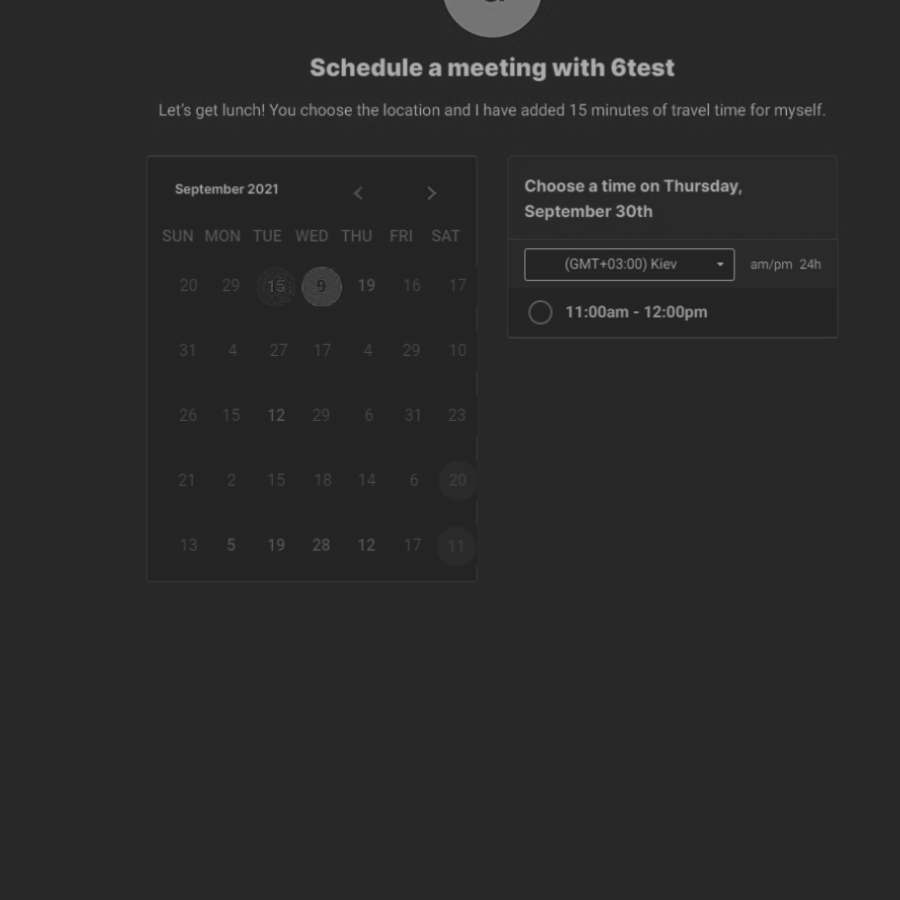 Schedule a meeting with 6test
Let's get lunch! You choose the location and I have added 15 minutes of travel time for myself.
September 2021
SUN MON TUE WED THU FRI SAT
20 29 15 9 19 16 17
31 4 27 17 4 29 10
26 15 12 29 6 31 23
21 2 15 18 14 6 20
13 5 19 28 12 17 11
Choose a time on Thursday,
September 30th
(GMT+03:00) Kiev am/pm 24h
11:00am - 12:00pm